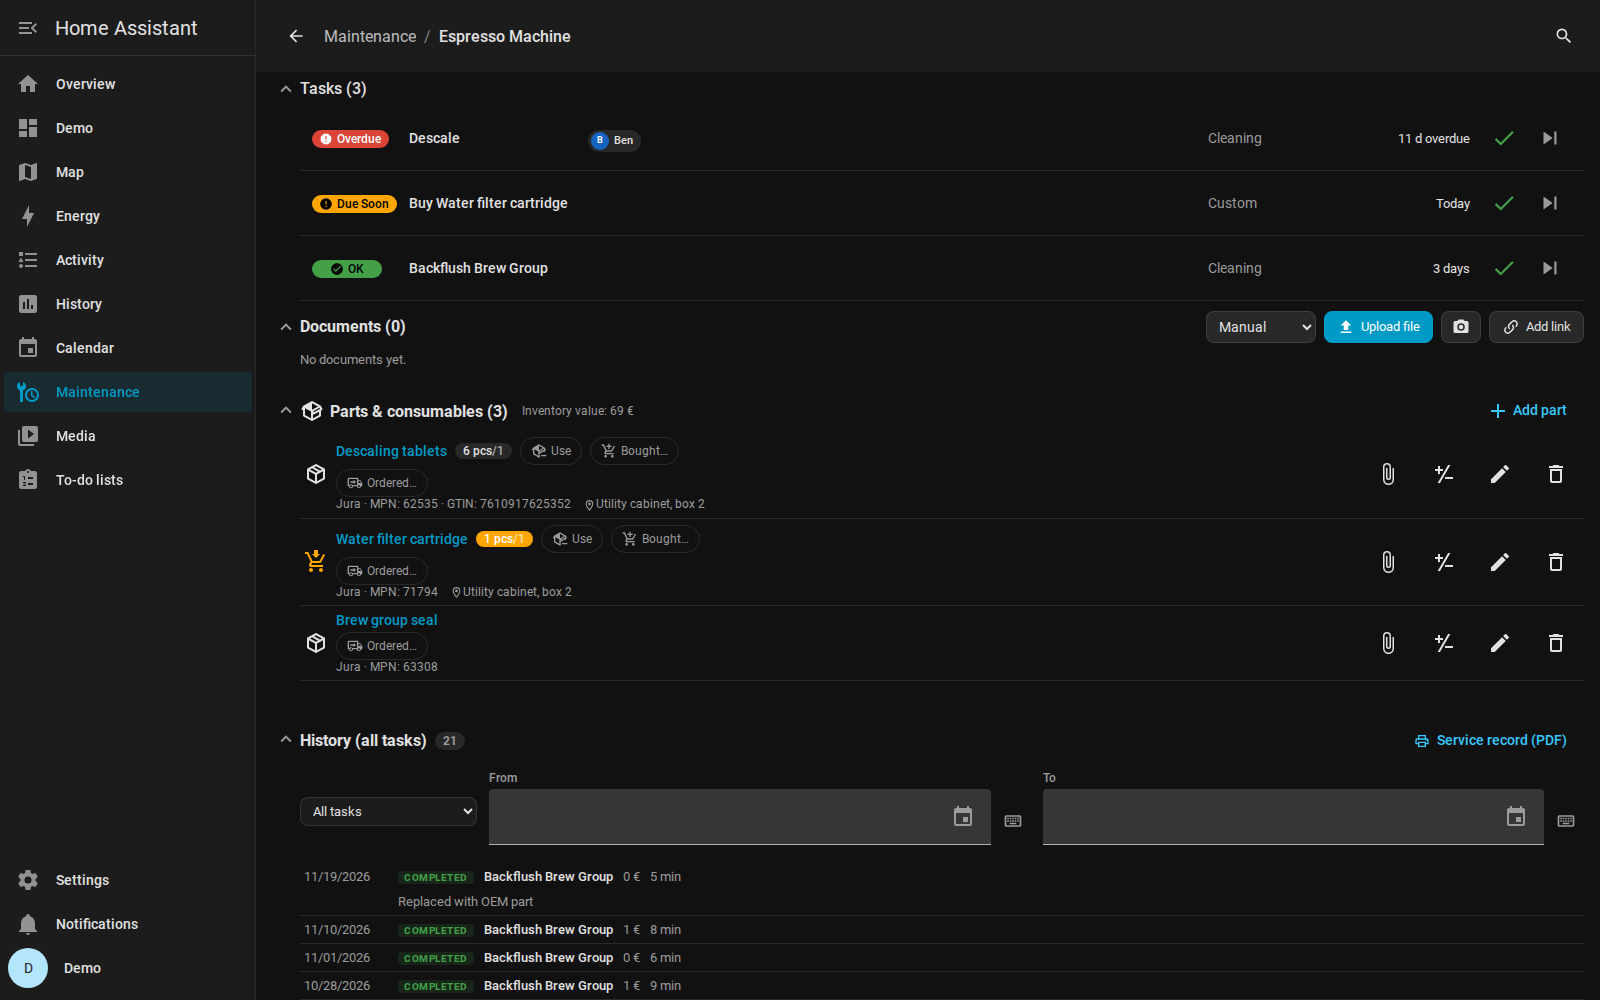 Home Assistant
Overview
Demo
Map
Energy
Activity
History
Calendar
Maintenance
Media
To-do lists
Settings
Notifications
D Demo
Maintenance / Espresso Machine
Tasks (3)
Overdue Descale B Ben Cleaning 11 d overdue
Due Soon Buy Water filter cartridge Custom Today
OK Backflush Brew Group Cleaning 3 days
Documents (0) Manual Upload file Add link
No documents yet.
Parts & consumables (3) Inventory value: 69 € Add part
Descaling tablets 6 pcs/1 Use Bought...
Ordered...
Jura · MPN: 62535 · GTIN: 7610917625352 Utility cabinet, box 2
Water filter cartridge 1 pcs/1 Use Bought...
Ordered...
Jura · MPN: 71794 Utility cabinet, box 2
Brew group seal
Ordered...
Jura · MPN: 63308
History (all tasks) 21 Service record (PDF)
From To
All tasks
11/19/2026 COMPLETED Backflush Brew Group 0 € 5 min
Replaced with OEM part
11/10/2026 COMPLETED Backflush Brew Group 1 € 8 min
11/01/2026 COMPLETED Backflush Brew Group 0 € 6 min
10/28/2026 COMPLETED Backflush Brew Group 1 € 9 min